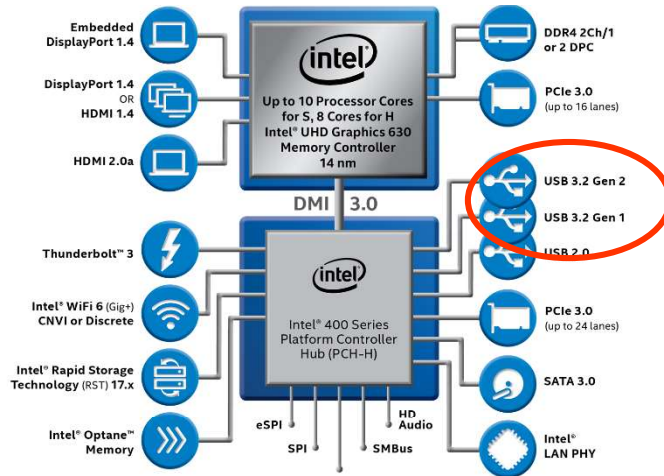 Embedded
DisplayPort 1.4
DisplayPort 1.4
OR
HDMI 1.4
HDMI 2.0a
intel
Up to 10 Processor Cores
for S, 8 Cores for H
Intel® UHD Graphics 630
Memory Controller
14 nm
DDR4 2Ch/1
or 2 DPC
PCIe 3.0
(up to 16 lanes)
DMI 3.0
USB 3.2 Gen 2
USB 3.2 Gen 1
USB 2.0
Thunderbolt™ 3
Intel® WiFi 6 (Gig+)
CNVI or Discrete
Intel® Rapid Storage
Technology (RST) 17.x
Intel® Optane™
Memory
intel
Intel® 400 Series
Platform Controller
Hub (PCH-H)
PCIe 3.0
(up to 24 lanes)
SATA 3.0
Intel®
LAN PHY
eSPI
SPI
SMBus
HD
Audio